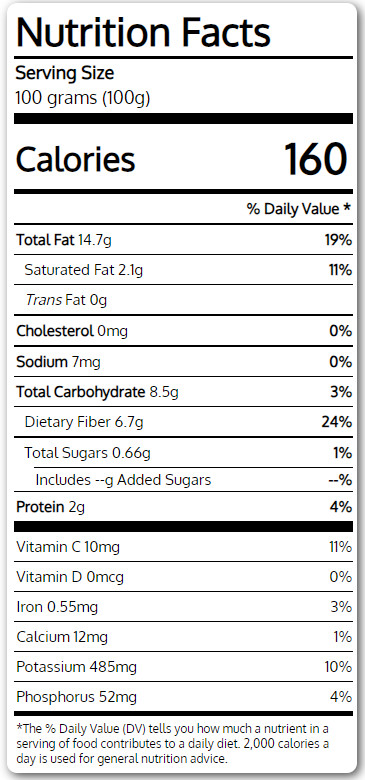 Nutrition Facts
Serving Size
100 grams (100g)
Calories 160
% Daily Value *
Total Fat 14.7g 19%
Saturated Fat 2.1g 11%
Trans Fat 0g
Cholesterol 0mg 0%
Sodium 7mg 0%
Total Carbohydrate 8.5g 3%
Dietary Fiber 6.7g 24%
Total Sugars 0.66g 1%
Includes --g Added Sugars --%
Protein 2g 4%
Vitamin C 10mg 11%
Vitamin D 0mcg 0%
Iron 0.55mg 3%
Calcium 12mg 1%
Potassium 485mg 10%
Phosphorus 52mg 4%
*The % Daily Value (DV) tells you how much a nutrient in a
serving of food contributes to a daily diet. 2,000 calories a
day is used for general nutrition advice.